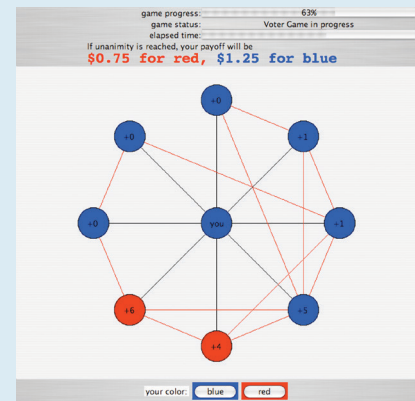 game progress: 63%
game status: Voter Game in progress
elapsed time:
If unanimity is reached, your payoff will be
$0.75 for red, $1.25 for blue
+0
+0
+1
+0
you
+1
+6
+5
+4
your color: blue red